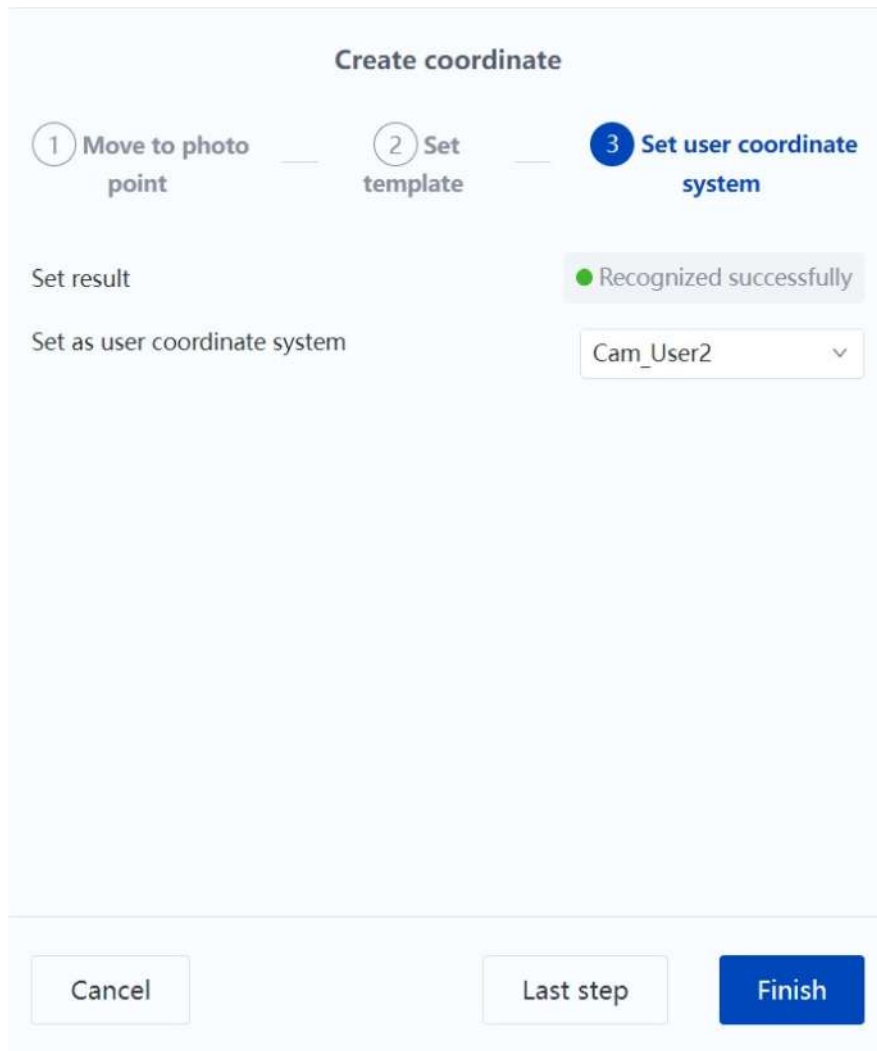 Create coordinate
1 Move to photo point
2 Set template
3 Set user coordinate system
Set result
Recognized successfully
Set as user coordinate system
Cam_User2
Cancel
Last step
Finish